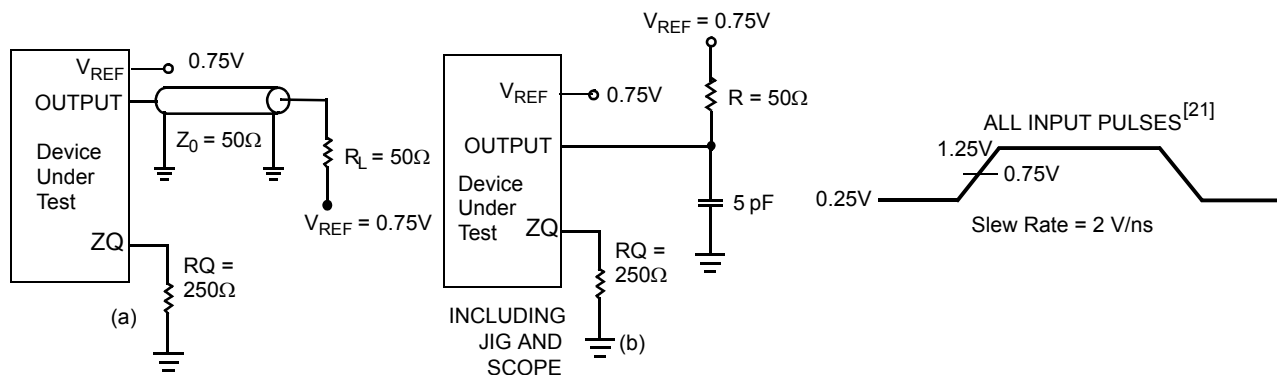 V_REF 0.75V
OUTPUT
Z_0 = 50Ω
Device
Under
Test
R_L = 50Ω
V_REF = 0.75V
ZQ
RQ =
250Ω
(a)
V_REF = 0.75V
V_REF 0.75V
R = 50Ω
OUTPUT
Device
Under
Test
5 pF
ZQ
RQ =
250Ω
INCLUDING
JIG AND
SCOPE
(b)
ALL INPUT PULSES[21]
1.25V
0.75V
0.25V
Slew Rate = 2 V/ns